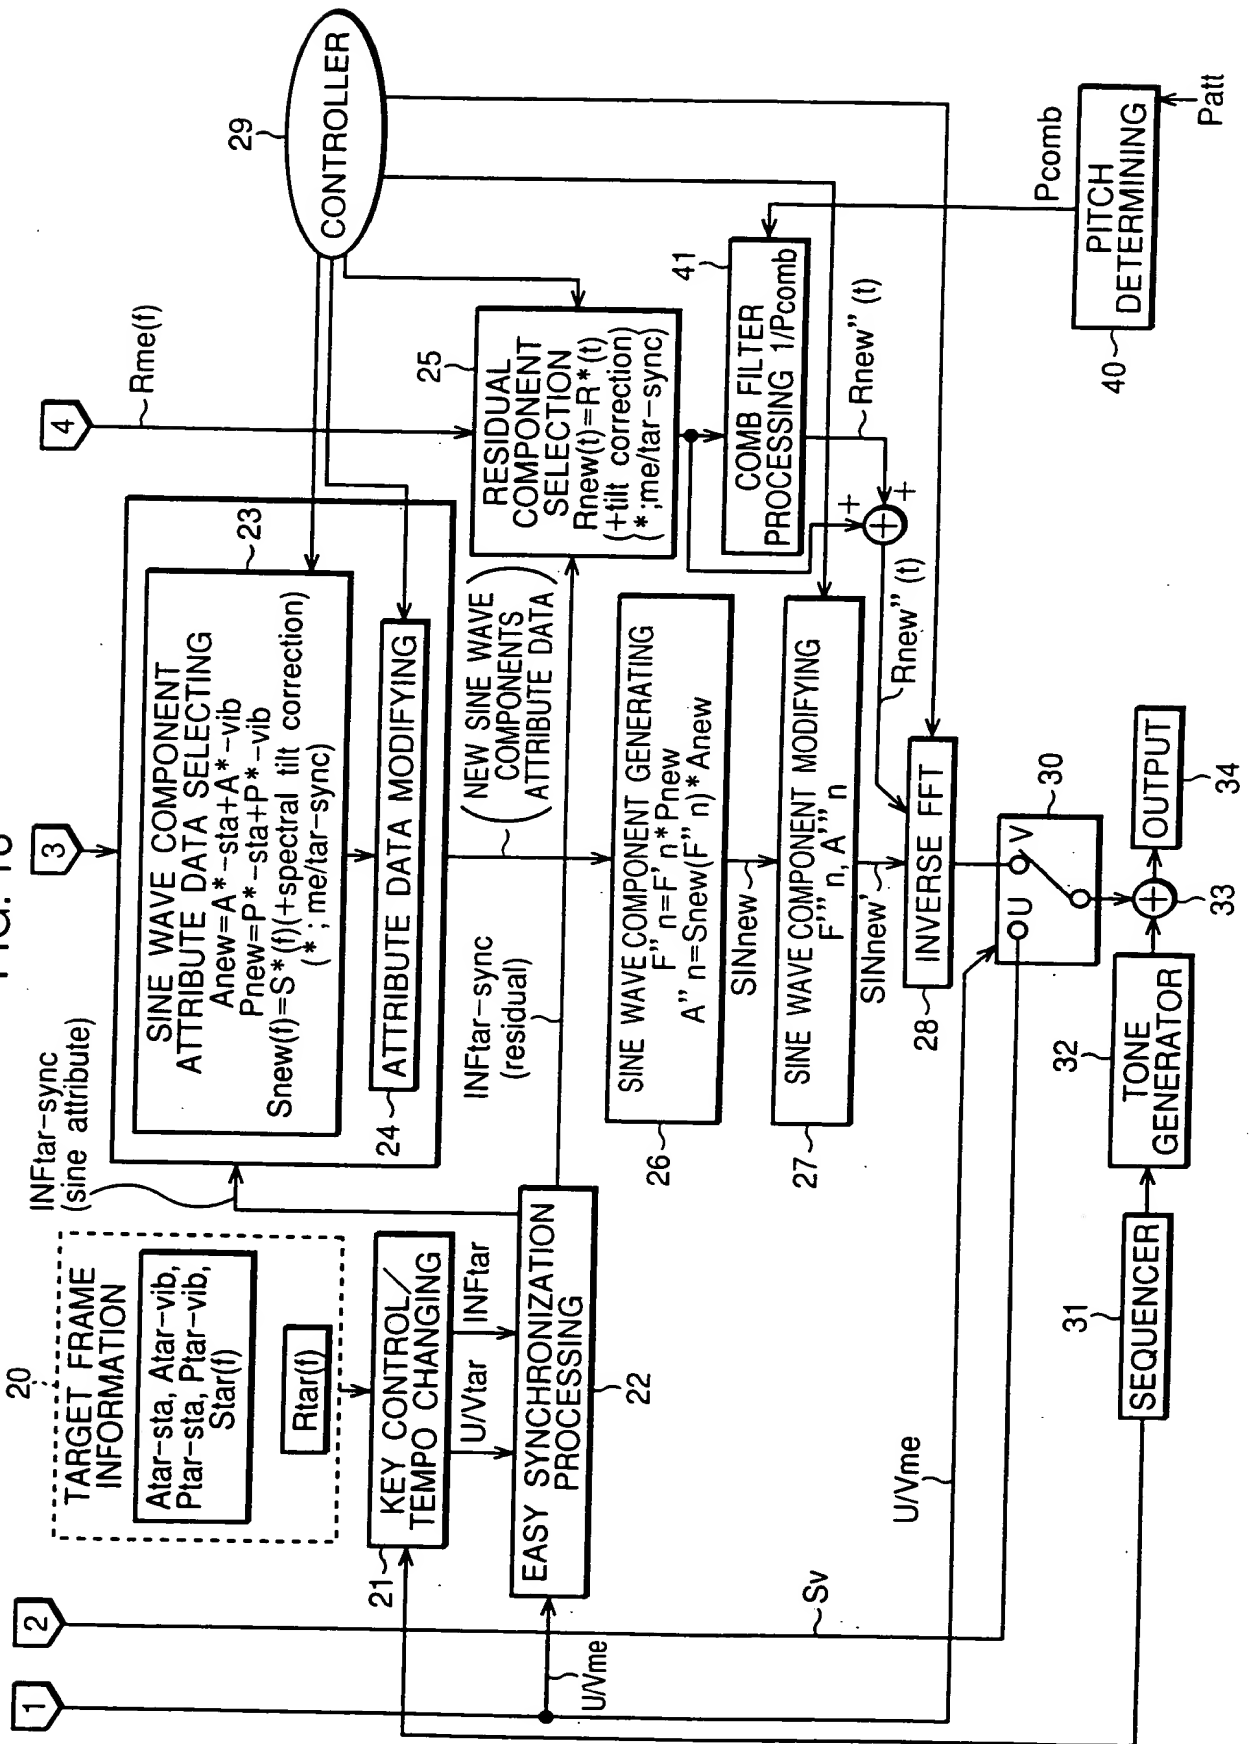 1
2
3
4
Rme(f)
29
CONTROLLER
20
TARGET FRAME
INFORMATION
Atar-sta, Atar-vib,
Ptar-sta, Ptar-vib,
Star(f)
Rtar(f)
INFtar-sync
(sine attribute)
23
SINE WAVE COMPONENT
ATTRIBUTE DATA SELECTING
Anew=A*-sta+A*-vib
Pnew=P*-sta+P*-vib
Snew(f)=S*(f)(+spectral tilt correction)
(*;me/tar-sync)
24
ATTRIBUTE DATA MODIFYING
21
KEY CONTROL/
TEMPO CHANGING
U/Vtar
INFtar
EASY SYNCHRONIZATION
PROCESSING
22
U/Vme
INFtar-sync
(residual)
(NEW SINE WAVE
COMPONENTS
ATTRIBUTE DATA)
25
RESIDUAL
COMPONENT
SELECTION
Rnew(t)=R*(t)
(+tilt correction)
(*;me/tar-sync)
26
SINE WAVE COMPONENT GENERATING
F"n=F'n*Pnew
A"n=Snew(F"n)*Anew
SINnew
41
COMB FILTER
PROCESSING 1/Pcomb
Pcomb
27
SINE WAVE COMPONENT MODIFYING
F"'n, A"'n
SINnew'
+
+
+
Rnew"(t)
Rnew"(t)
28
INVERSE FFT
40
PITCH
DETERMINING
Patt
Sv
U/Vme
U
V
30
31
SEQUENCER
32
TONE
GENERATOR
+
33
OUTPUT
34